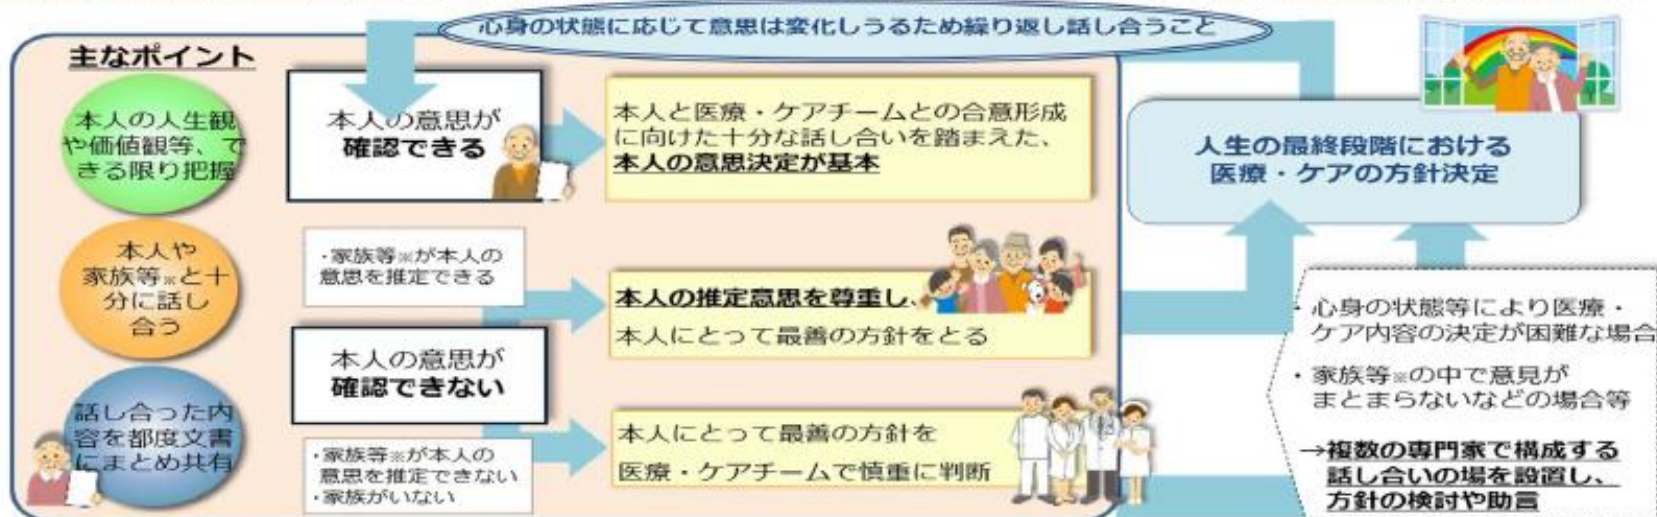 心身の状態に応じて意思は変化しうるため繰り返し話し合うこと
主なポイント
本人の人生観
や価値観等、で
きる限り把握
本人や
家族等※と十
分に話し
合う
話し合った内
容を都度文書
にまとめ共有
本人の意思が
確認できる
本人と医療・ケアチームとの合意形成
に向けた十分な話し合いを踏まえた、
本人の意思決定が基本
・家族等※が本人の
意思を推定できる
本人の推定意思を尊重し、
本人にとって最善の方針をとる
本人の意思が
確認できない
・家族等※が本人の
意思を推定できない
・家族がいない
本人にとって最善の方針を
医療・ケアチームで慎重に判断
人生の最終段階における
医療・ケアの方針決定
・心身の状態等により医療・
ケア内容の決定が困難な場合
・家族等※の中で意見が
まとまらないなどの場合等
→複数の専門家で構成する
話し合いの場を設置し、
方針の検討や助言